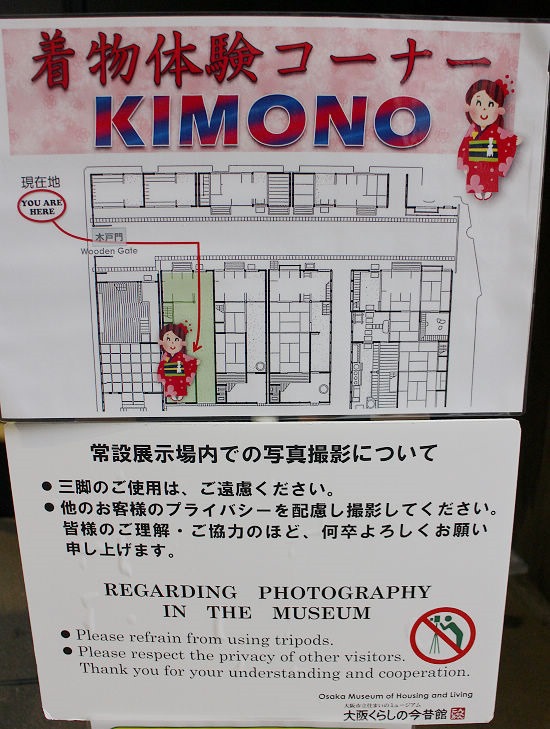 着物体験コーナー
KIMONO
現在地
YOU ARE
HERE
木戸門
Wooden Gate
常設展示場内での写真撮影について
● 三脚のご使用は、ご遠慮ください。
● 他のお客様のプライバシーを配慮し撮影してください。
皆様のご理解・ご協力のほど、何卒よろしくお願い
申し上げます。
REGARDING PHOTOGRAPHY
IN THE MUSEUM
● Please refrain from using tripods.
● Please respect the privacy of other visitors.
Thank you for your understanding and cooperation.
Osaka Museum of Housing and Living
大阪市立住まいのミュージアム
大阪くらしの今昔館